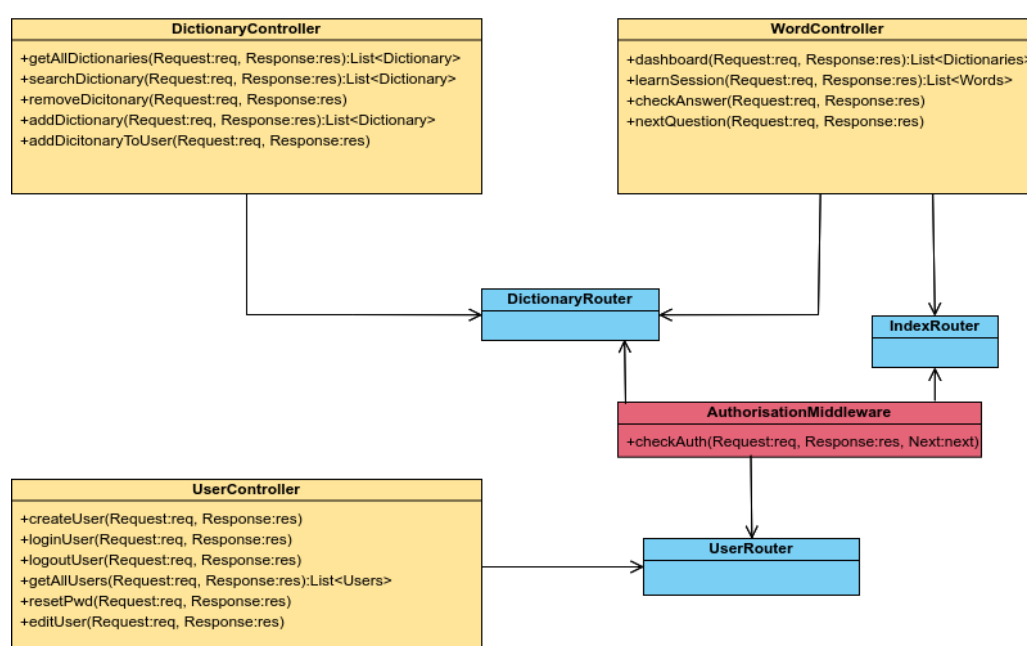 DictionaryController
+getAllDictionaries(Request:req, Response:res):List<Dictionary>
+searchDictionary(Request:req, Response:res):List<Dictionary>
+removeDicitonary(Request:req, Response:res)
+addDictionary(Request:req, Response:res):List<Dictionary>
+addDicitonaryToUser(Request:req, Response:res)
WordController
+dashboard(Request:req, Response:res):List<Dictionaries>
+learnSession(Request:req, Response:res):List<Words>
+checkAnswer(Request:req, Response:res)
+nextQuestion(Request:req, Response:res)
DictionaryRouter
IndexRouter
AuthorisationMiddleware
+checkAuth(Request:req, Response:res, Next:next)
UserController
+createUser(Request:req, Response:res)
+loginUser(Request:req, Response:res)
+logoutUser(Request:req, Response:res)
+getAllUsers(Request:req, Response:res):List<Users>
+resetPwd(Request:req, Response:res)
+editUser(Request:req, Response:res)
UserRouter